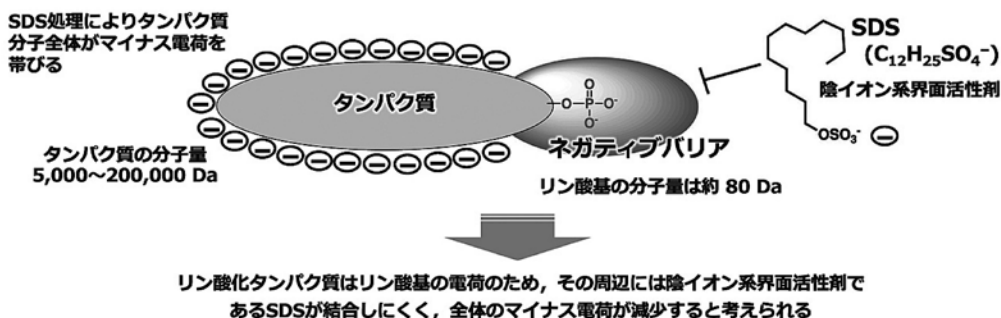 SDS処理によりタンパク質
分子全体がマイナス電荷を
帯びる
タンパク質
O
-O-P-O-
O-
SDS
(C12H25SO4−)
陰イオン系界面活性剤
OSO3-
ネガティブバリア
タンパク質の分子量
5,000〜200,000 Da
リン酸基の分子量は約 80 Da
リン酸化タンパク質はリン酸基の電荷のため，その周辺には陰イオン系界面活性剤で
あるSDSが結合しにくく，全体のマイナス電荷が減少すると考えられる